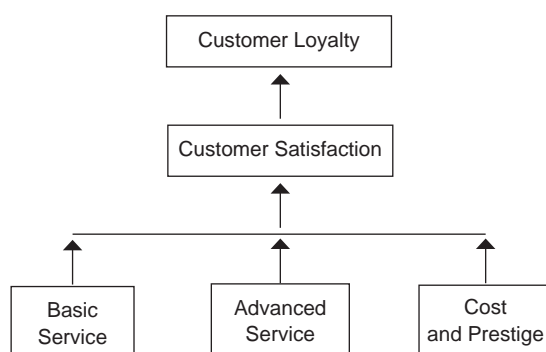 Customer Loyalty
Customer Satisfaction
Basic
Service
Advanced
Service
Cost
and Prestige